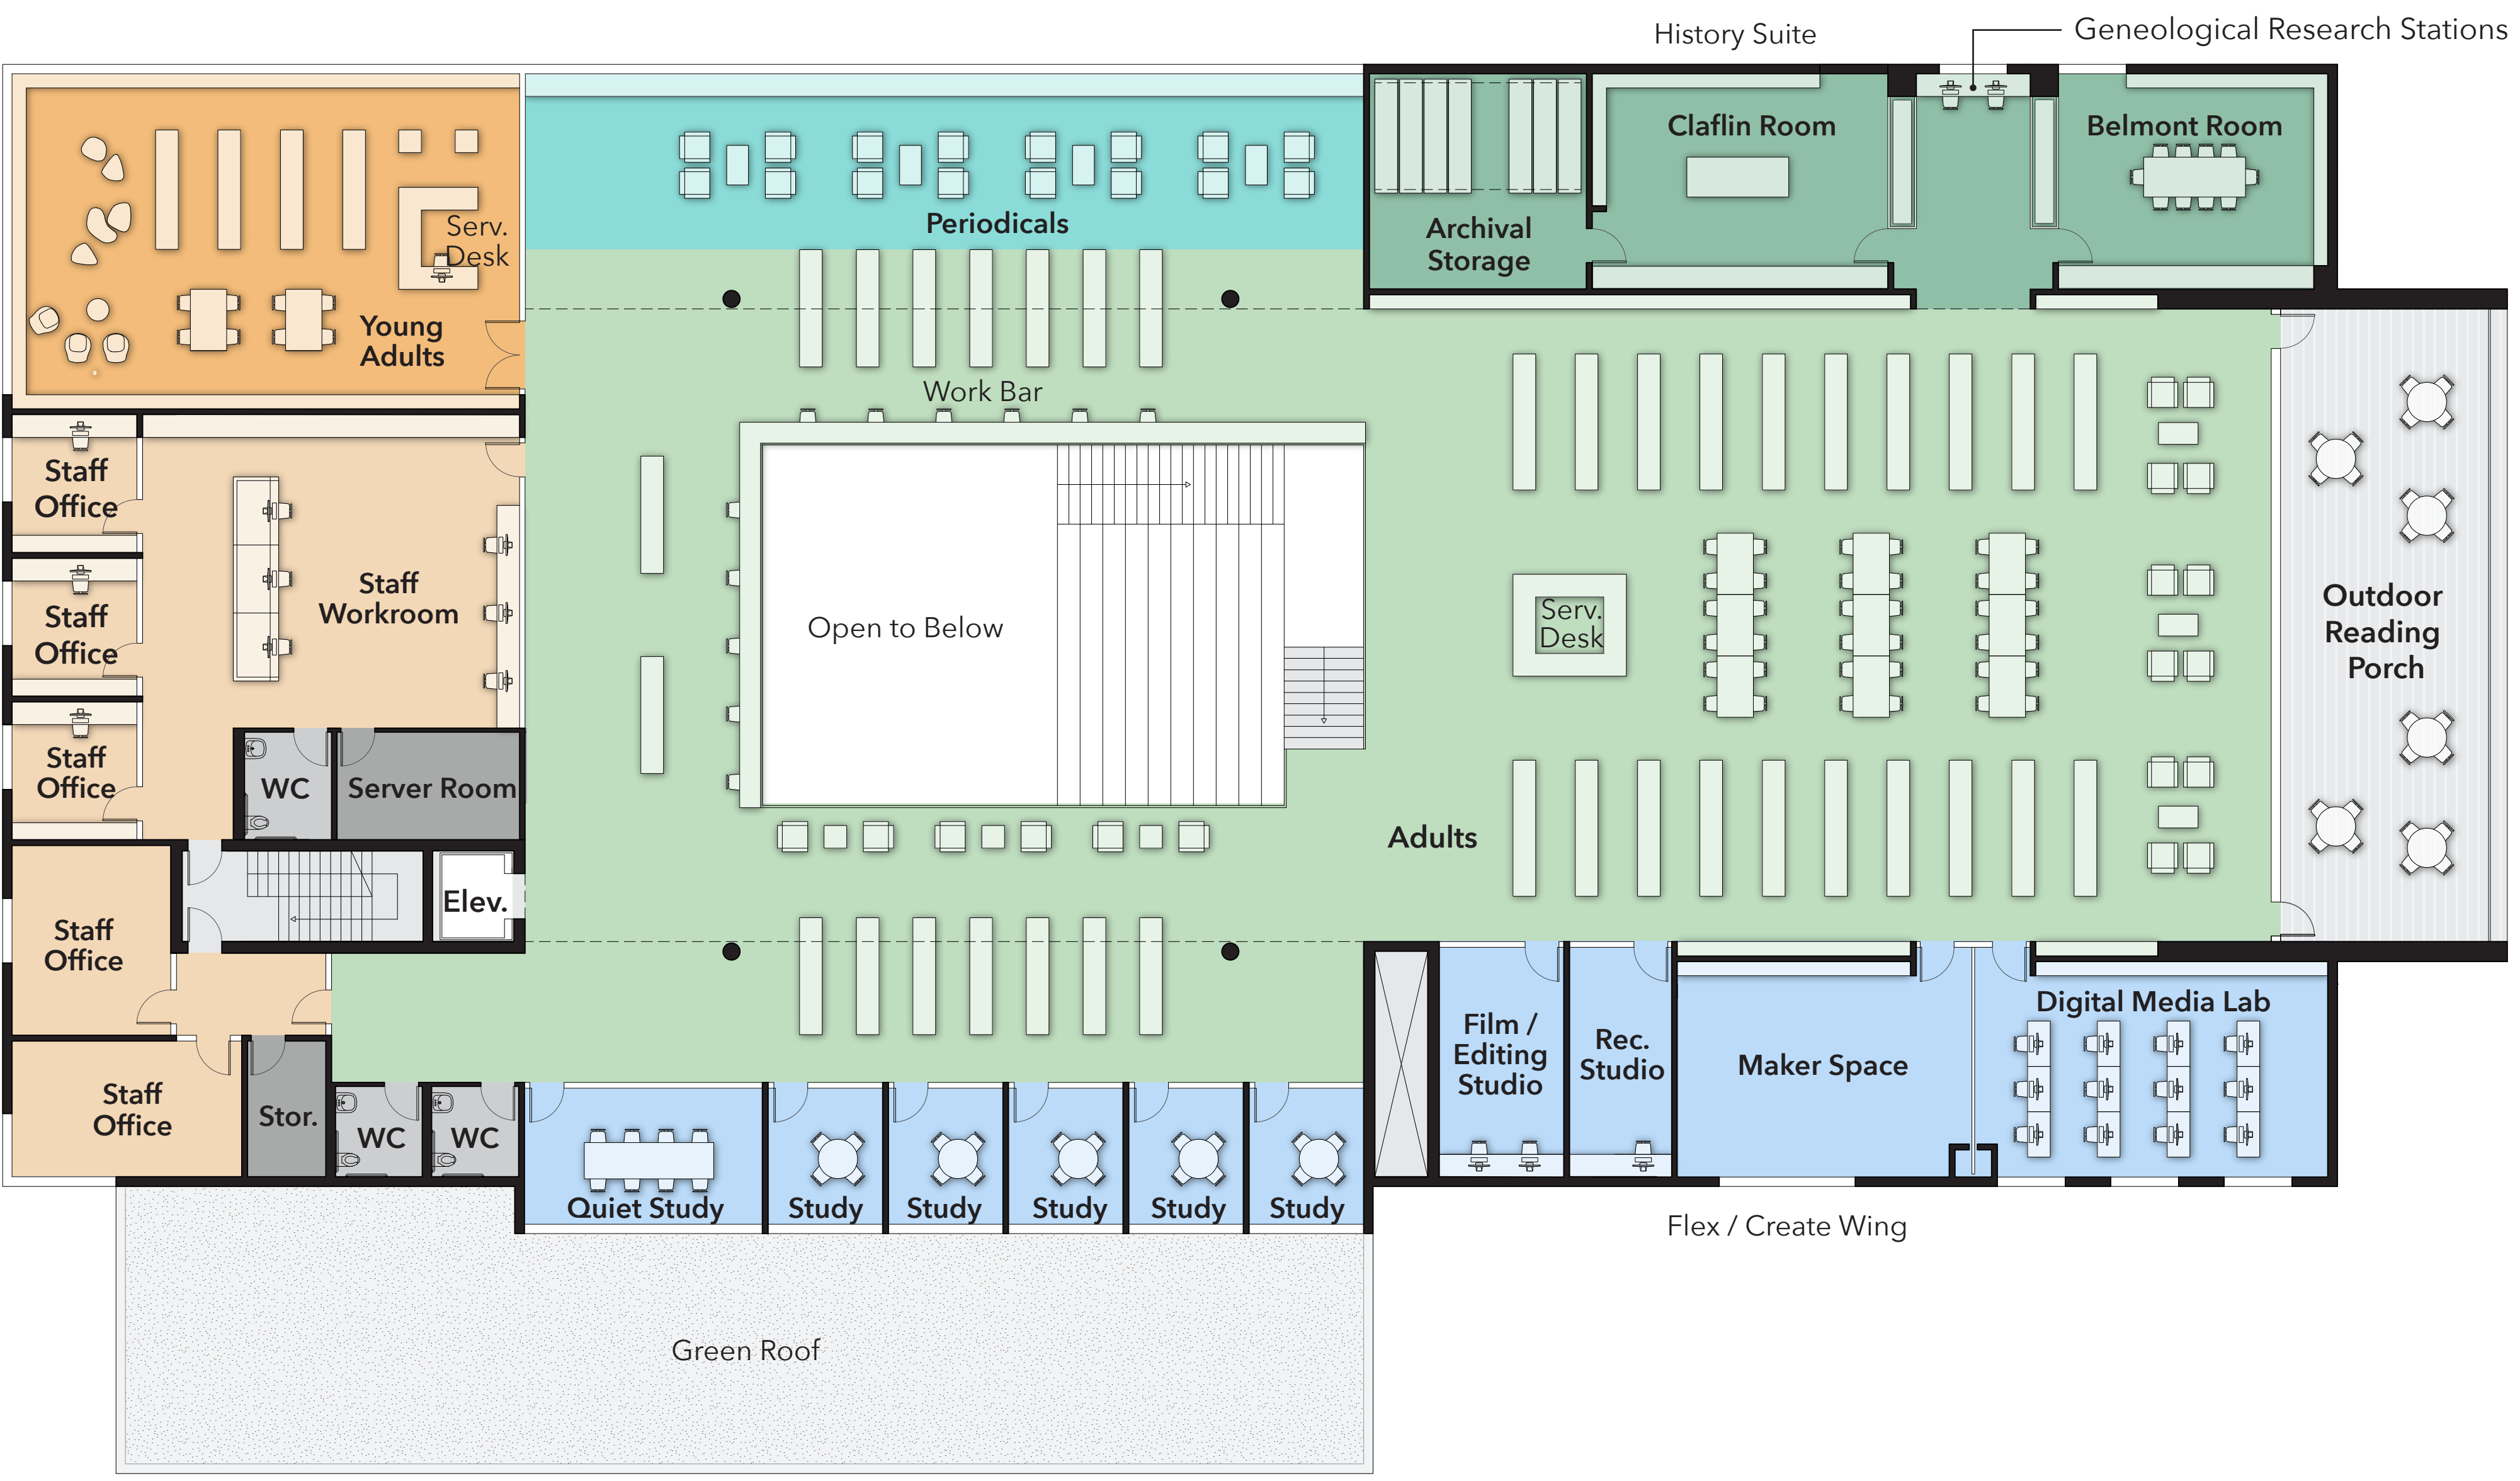 History Suite
Geneological Research Stations
Claflin Room
Belmont Room
Archival
Storage
Periodicals
Serv.
Desk
Young
Adults
Work Bar
Staff
Office
Staff
Workroom
Staff
Office
Staff
Office
WC
Server Room
Open to Below
Serv.
Desk
Outdoor
Reading
Porch
Adults
Elev.
Staff
Office
Staff
Office
Stor.
WC
WC
Quiet Study
Study
Study
Study
Study
Study
Film /
Editing
Studio
Rec.
Studio
Maker Space
Digital Media Lab
Flex / Create Wing
Green Roof